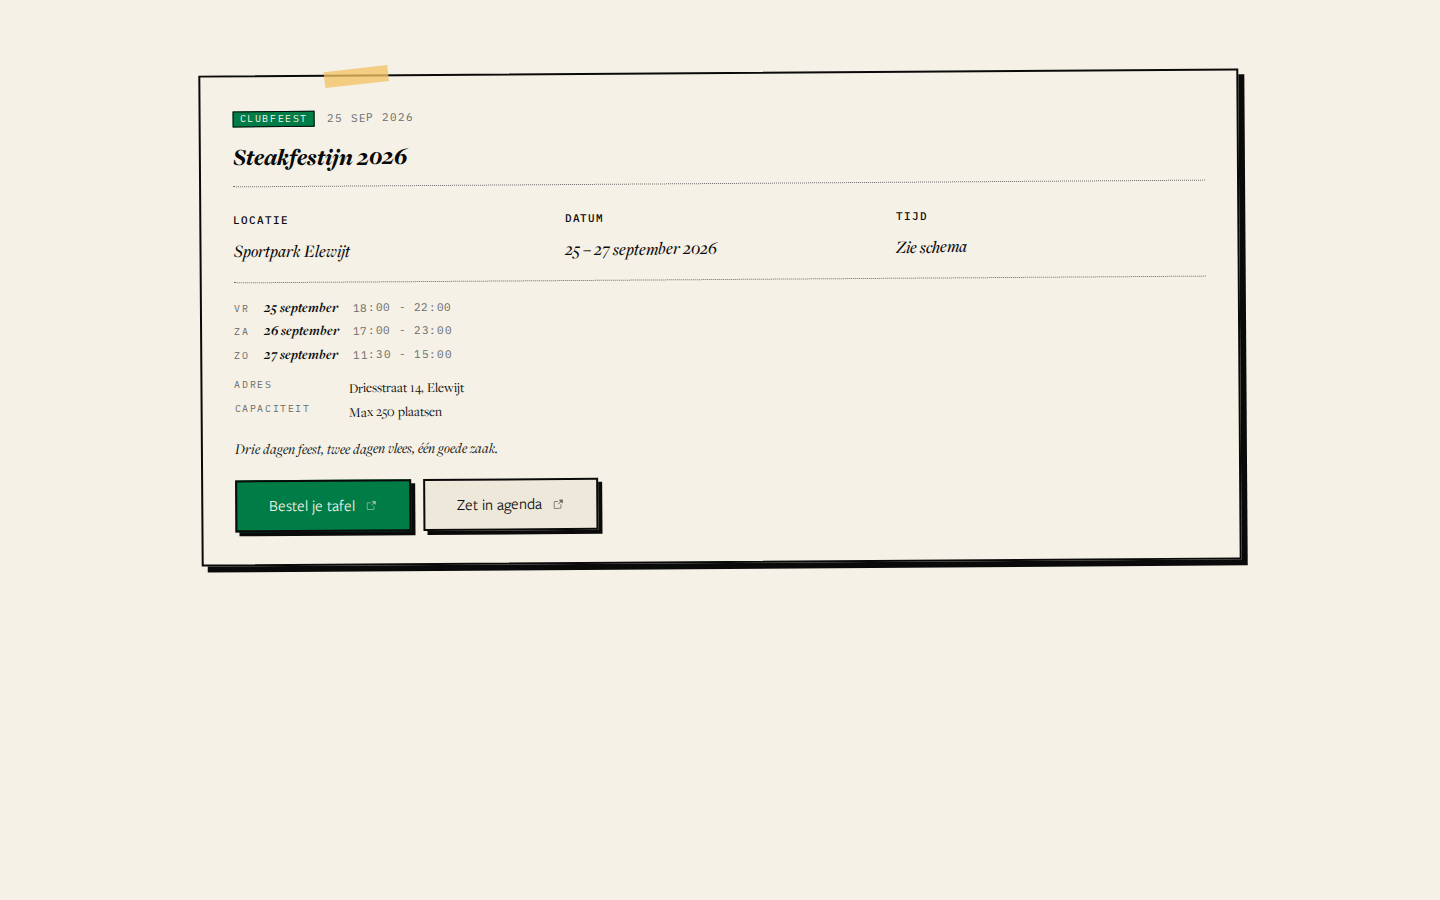 CLUBFEEST 25 SEP 2026
Steakfestijn 2026
LOCATIE DATUM TIJD
Sportpark Elewijt 25 – 27 september 2026 Zie schema
VR 25 september 18:00 - 22:00
ZA 26 september 17:00 - 23:00
ZO 27 september 11:30 - 15:00
ADRES Driesstraat 14, Elewijt
CAPACITEIT Max 250 plaatsen
Drie dagen feest, twee dagen vlees, één goede zaak.
Bestel je tafel Zet in agenda